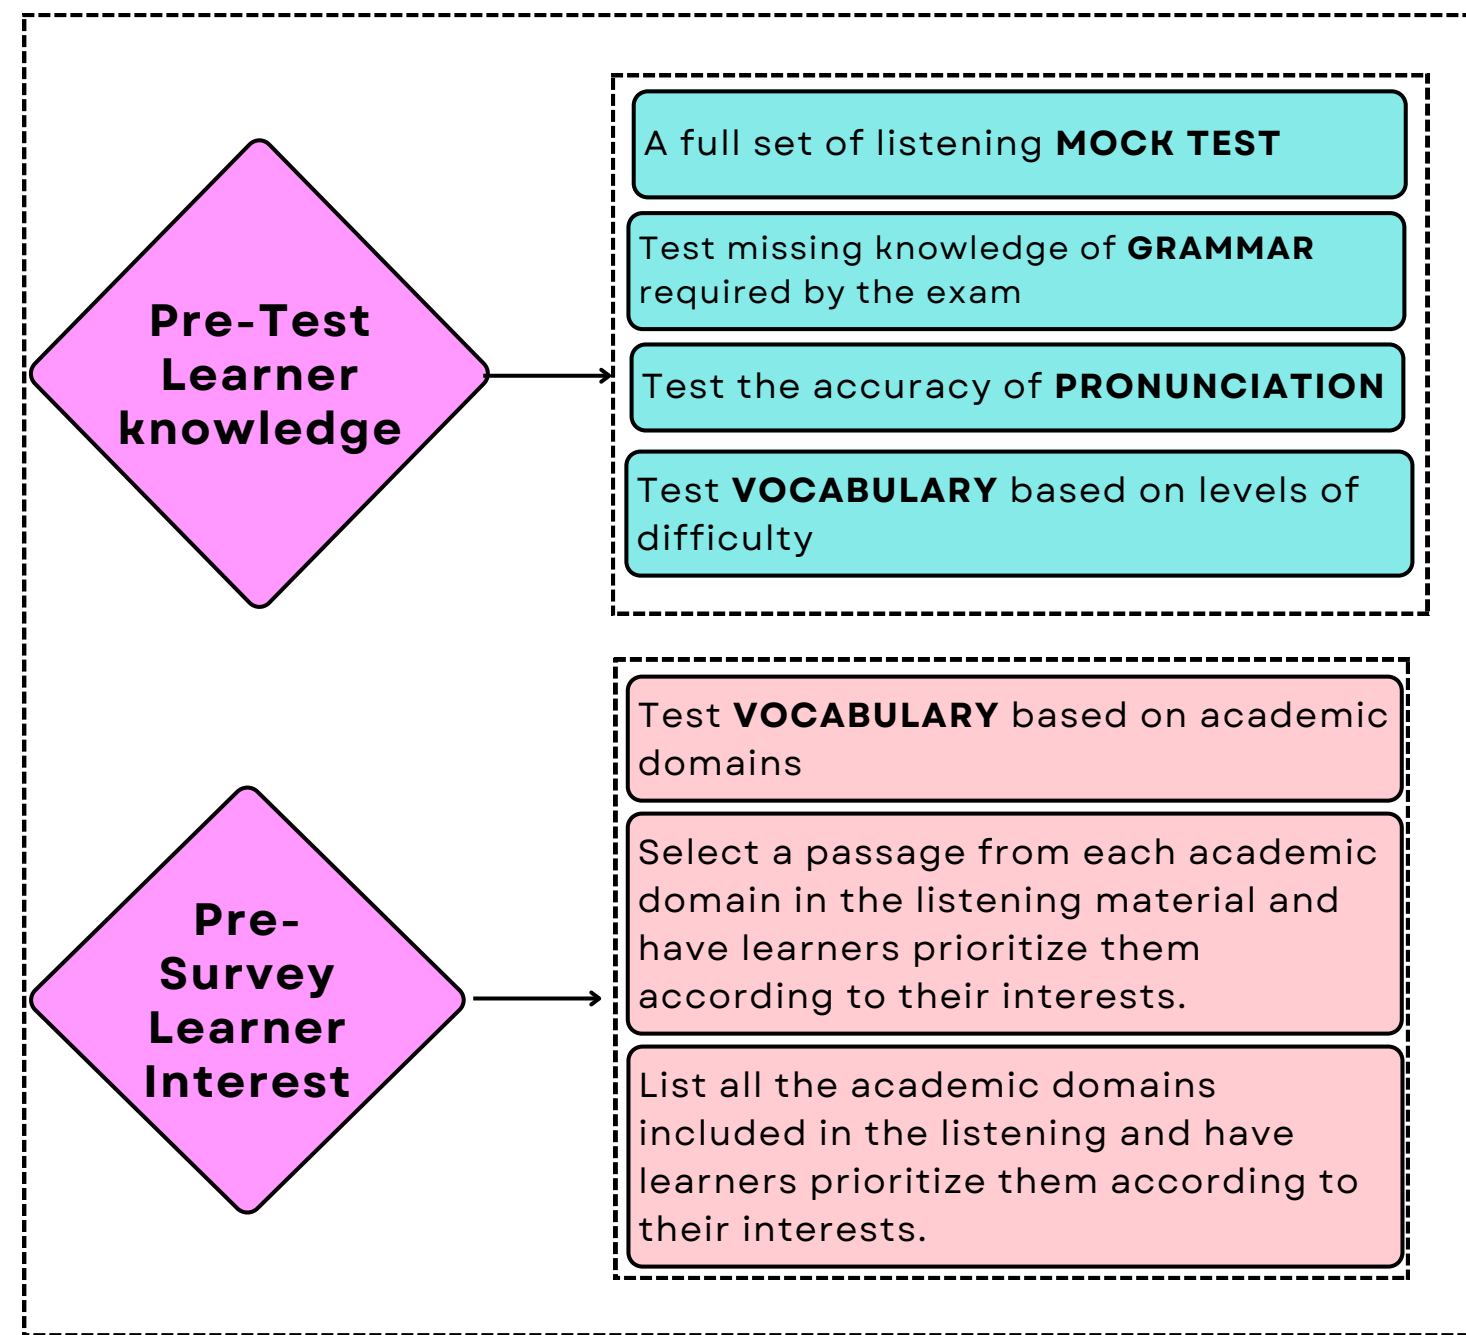 Pre-Test
Learner
knowledge
A full set of listening MOCK TEST
Test missing knowledge of GRAMMAR
required by the exam
Test the accuracy of PRONUNCIATION
Test VOCABULARY based on levels of
difficulty
Pre-
Survey
Learner
Interest
Test VOCABULARY based on academic
domains
Select a passage from each academic
domain in the listening material and
have learners prioritize them
according to their interests.
List all the academic domains
included in the listening and have
learners prioritize them according to
their interests.